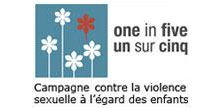 one in five
un sur cinq
Campagne contre la violence
sexuelle à l'égard des enfants